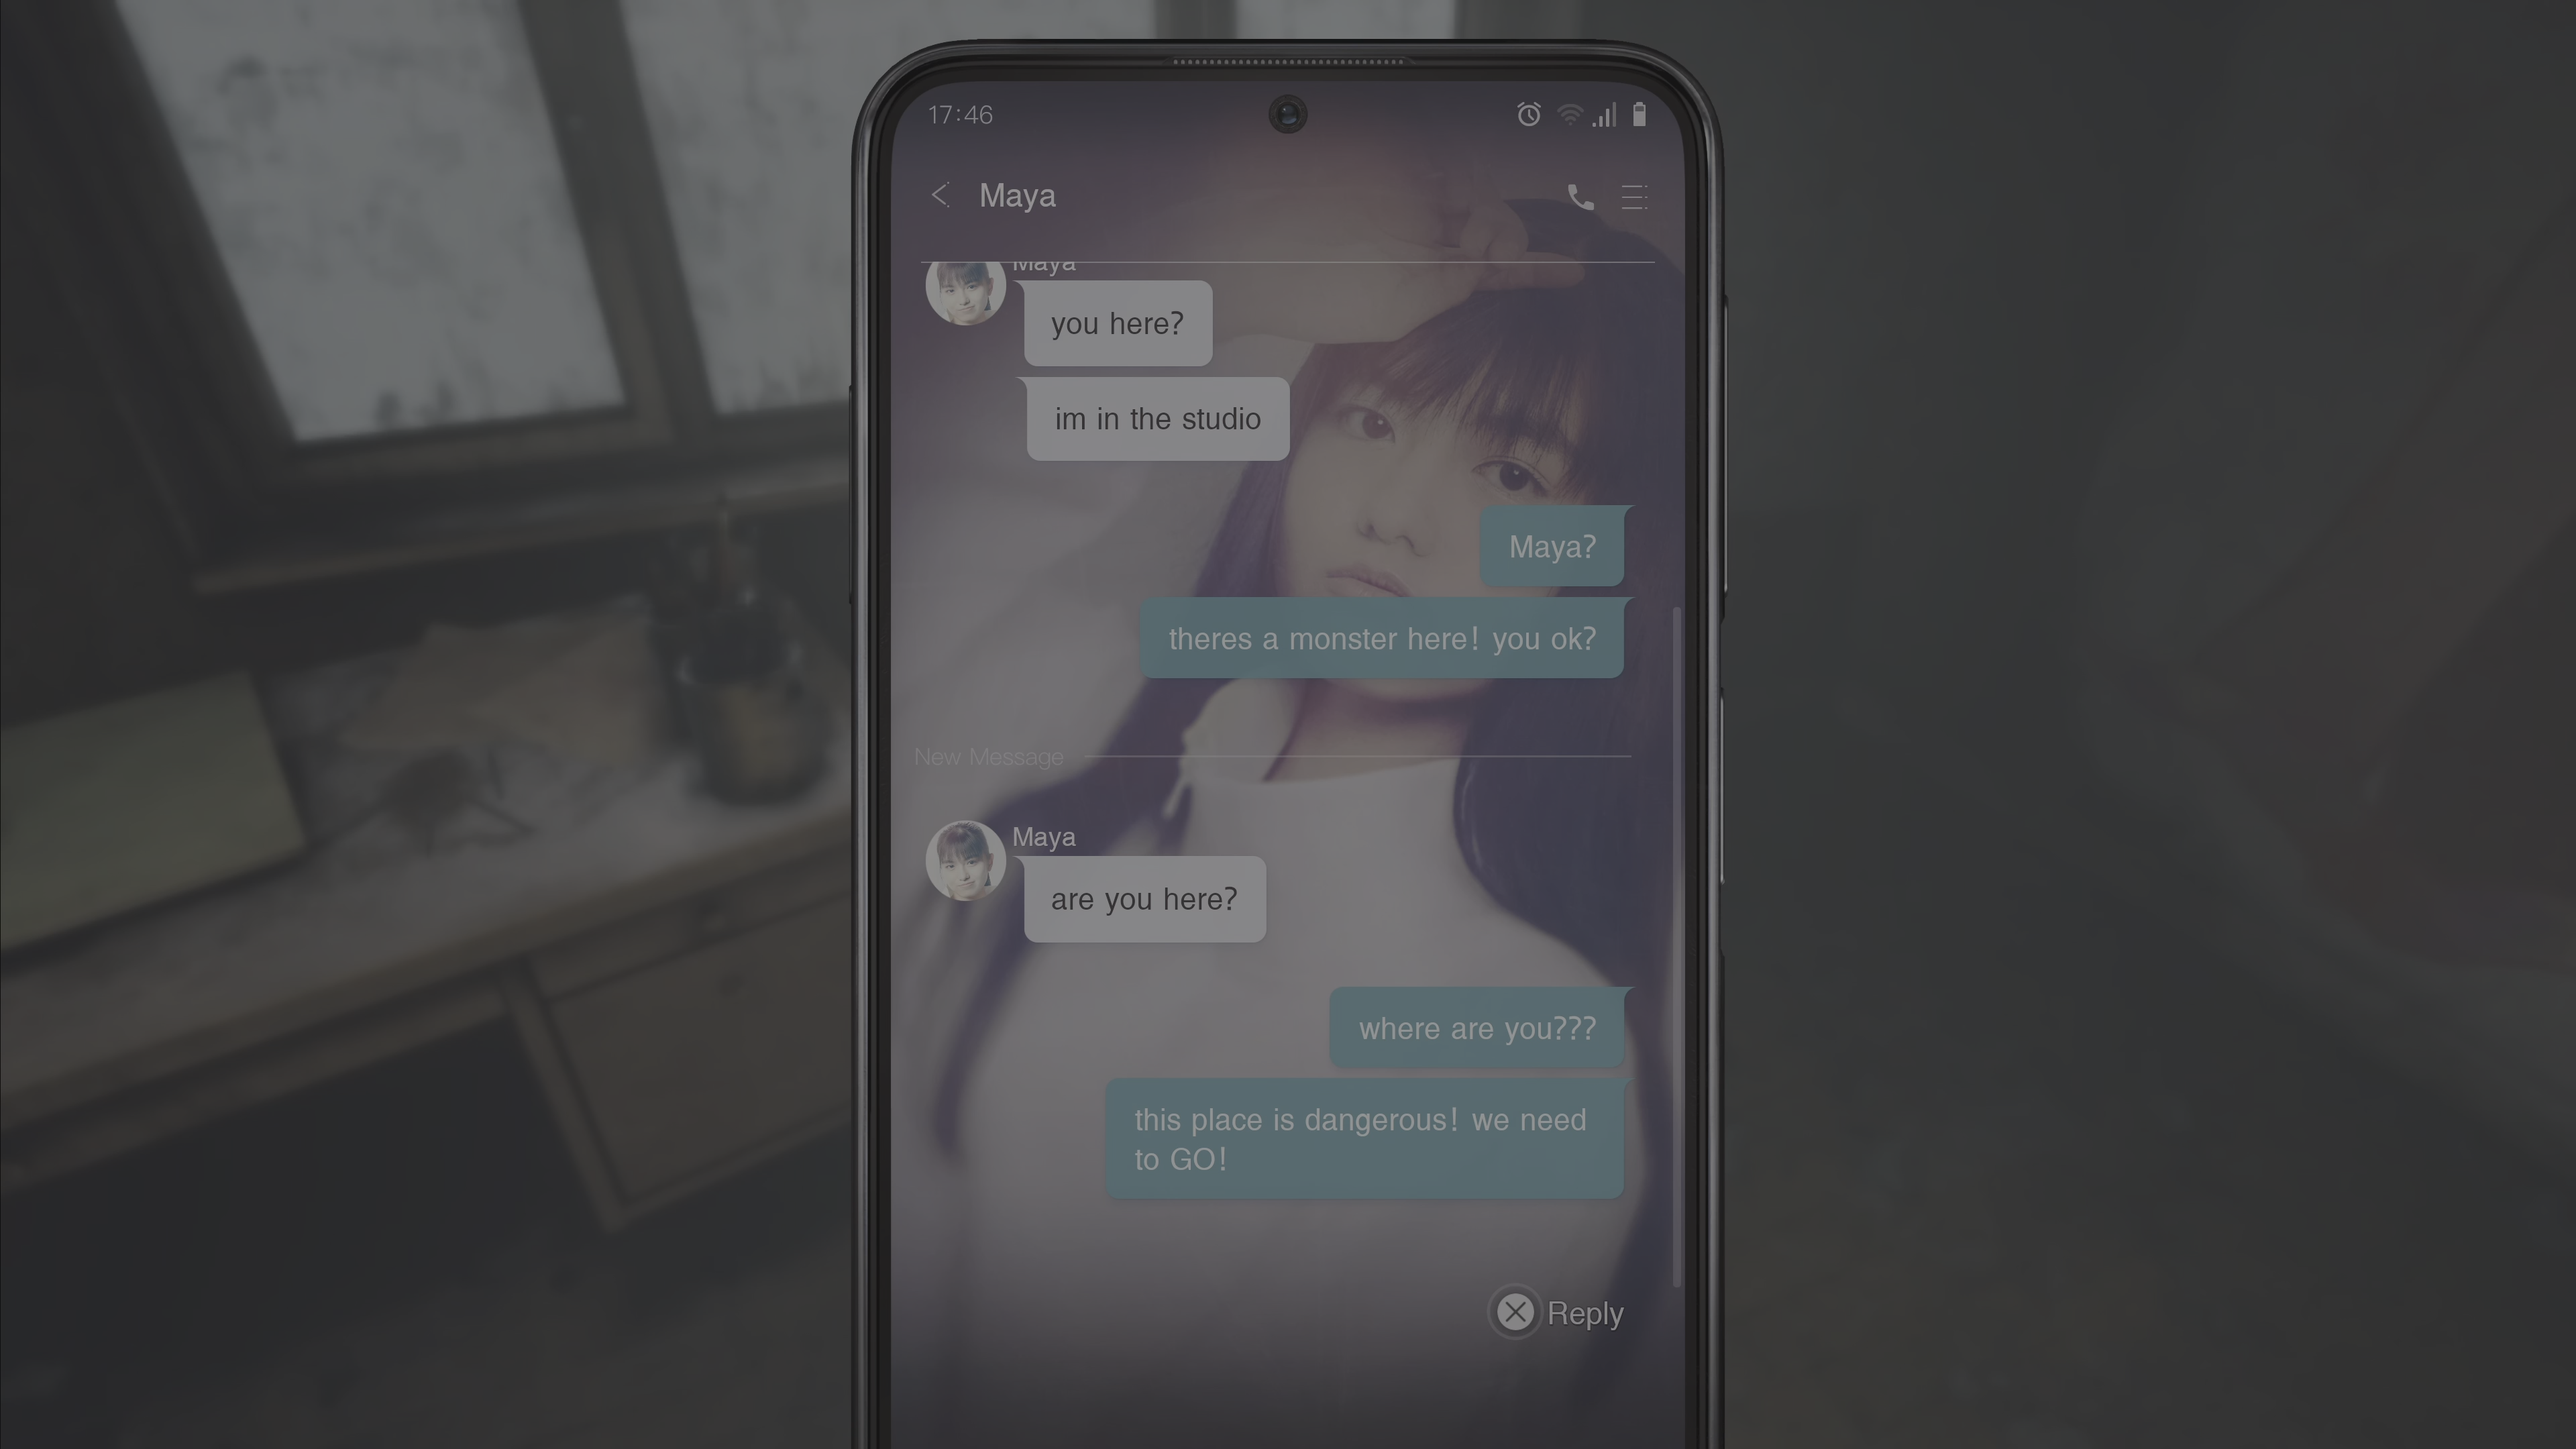 17:46
Maya
Maya
you here?
im in the studio
Maya?
theres a monster here! you ok?
New Message
Maya
are you here?
where are you???
this place is dangerous! we need
to GO!
Reply